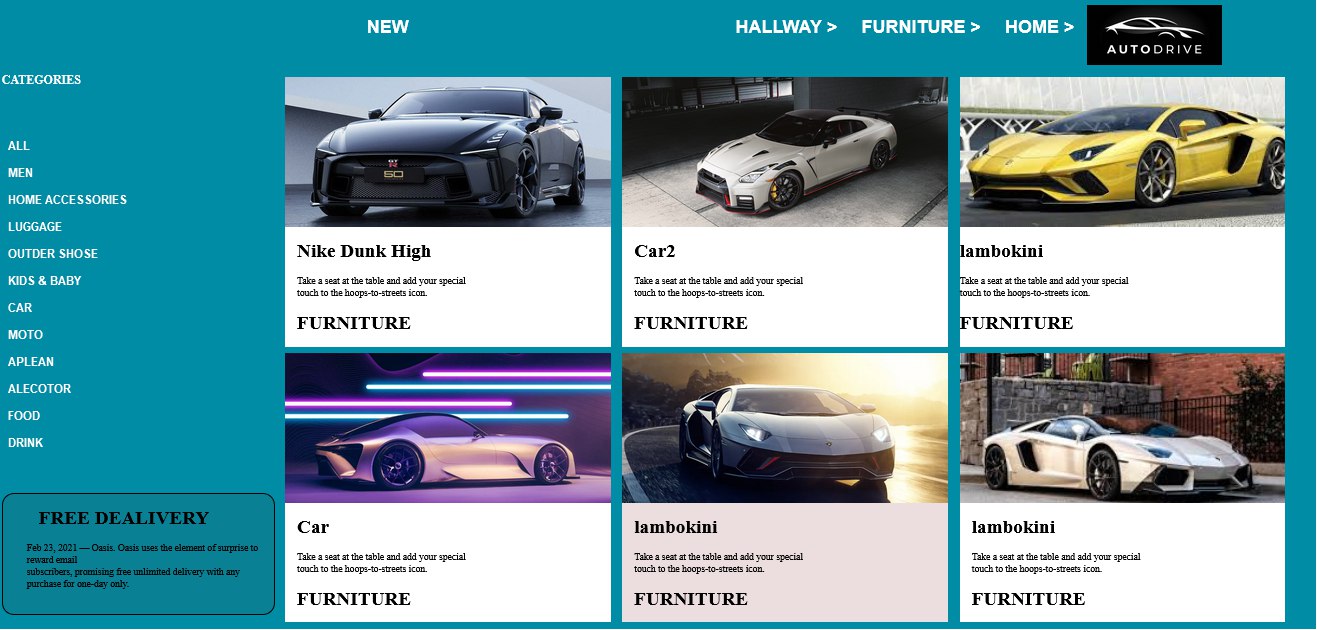 NEW
HALLWAY >
FURNITURE >
HOME >
AUTODRIVE
CATEGORIES
ALL
MEN
HOME ACCESSORIES
LUGGAGE
OUTDER SHOSE
KIDS & BABY
CAR
MOTO
APLEAN
ALECOTOR
FOOD
DRINK
FREE DEALIVERY
Feb 23, 2021 — Oasis. Oasis uses the element of surprise to
reward email
subscribers, promising free unlimited delivery with any
purchase for one-day only.
GT
R
50
Nike Dunk High
Take a seat at the table and add your special
touch to the hoops-to-streets icon.
FURNITURE
Car2
Take a seat at the table and add your special
touch to the hoops-to-streets icon.
FURNITURE
lambokini
Take a seat at the table and add your special
touch to the hoops-to-streets icon.
FURNITURE
Car
Take a seat at the table and add your special
touch to the hoops-to-streets icon.
FURNITURE
lambokini
Take a seat at the table and add your special
touch to the hoops-to-streets icon.
FURNITURE
lambokini
Take a seat at the table and add your special
touch to the hoops-to-streets icon.
FURNITURE